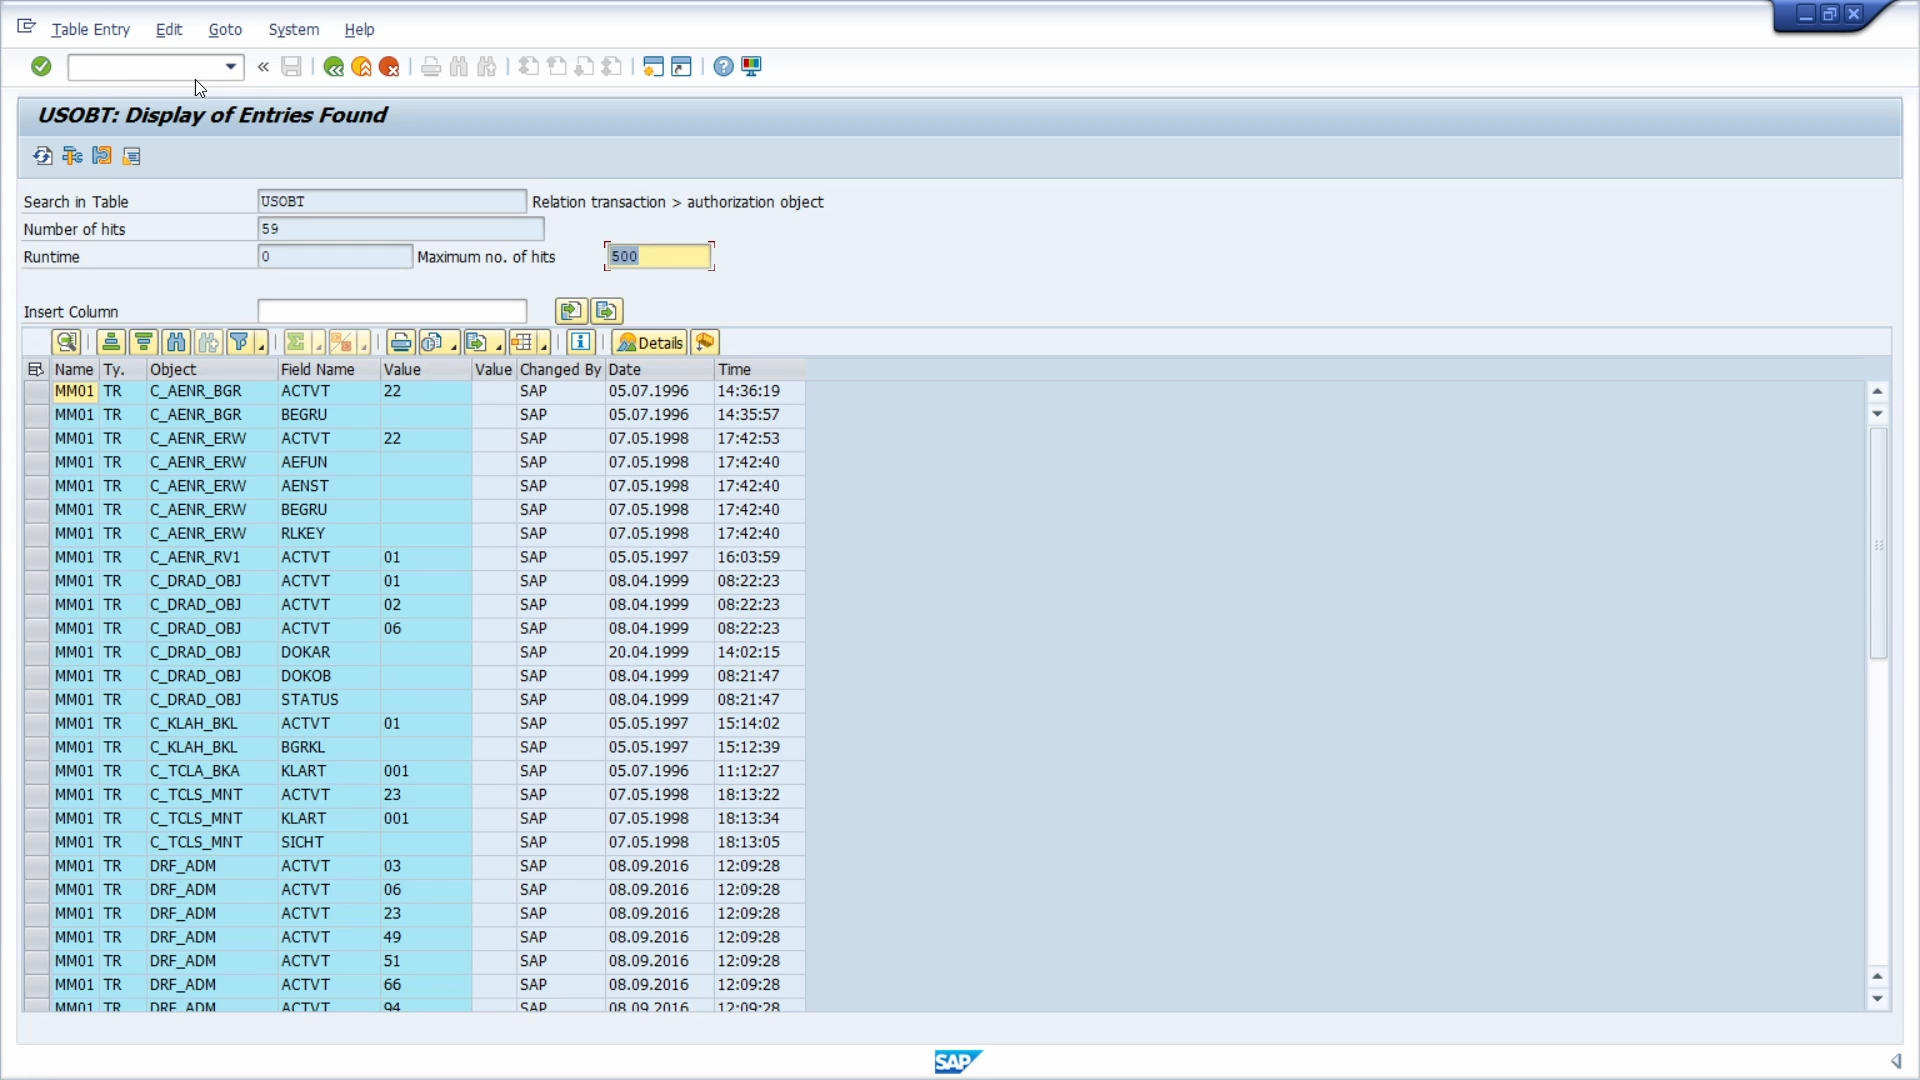 Table Entry Edit Goto System Help
USOBT: Display of Entries Found
Search in Table USOBT Relation transaction > authorization object
Number of hits 59
Runtime 0 Maximum no. of hits 500
Insert Column
Details
Name Ty. Object Field Name Value Value Changed By Date Time
MM01 TR C_AENR_BGR ACTVT 22 SAP 05.07.1996 14:36:19
MM01 TR C_AENR_BGR BEGRU SAP 05.07.1996 14:35:57
MM01 TR C_AENR_ERW ACTVT 22 SAP 07.05.1998 17:42:53
MM01 TR C_AENR_ERW AEFUN SAP 07.05.1998 17:42:40
MM01 TR C_AENR_ERW AENST SAP 07.05.1998 17:42:40
MM01 TR C_AENR_ERW BEGRU SAP 07.05.1998 17:42:40
MM01 TR C_AENR_ERW RLKEY SAP 07.05.1998 17:42:40
MM01 TR C_AENR_RV1 ACTVT 01 SAP 05.05.1997 16:03:59
MM01 TR C_DRAD_OBJ ACTVT 01 SAP 08.04.1999 08:22:23
MM01 TR C_DRAD_OBJ ACTVT 02 SAP 08.04.1999 08:22:23
MM01 TR C_DRAD_OBJ ACTVT 06 SAP 08.04.1999 08:22:23
MM01 TR C_DRAD_OBJ DOKAR SAP 20.04.1999 14:02:15
MM01 TR C_DRAD_OBJ DOKOB SAP 08.04.1999 08:21:47
MM01 TR C_DRAD_OBJ STATUS SAP 08.04.1999 08:21:47
MM01 TR C_KLAH_BKL ACTVT 01 SAP 05.05.1997 15:14:02
MM01 TR C_KLAH_BKL BGRKL SAP 05.05.1997 15:12:39
MM01 TR C_TCLA_BKA KLART 001 SAP 05.07.1996 11:12:27
MM01 TR C_TCLS_MNT ACTVT 23 SAP 07.05.1998 18:13:22
MM01 TR C_TCLS_MNT KLART 001 SAP 07.05.1998 18:13:34
MM01 TR C_TCLS_MNT SICHT SAP 07.05.1998 18:13:05
MM01 TR DRF_ADM ACTVT 03 SAP 08.09.2016 12:09:28
MM01 TR DRF_ADM ACTVT 06 SAP 08.09.2016 12:09:28
MM01 TR DRF_ADM ACTVT 23 SAP 08.09.2016 12:09:28
MM01 TR DRF_ADM ACTVT 49 SAP 08.09.2016 12:09:28
MM01 TR DRF_ADM ACTVT 51 SAP 08.09.2016 12:09:28
MM01 TR DRF_ADM ACTVT 66 SAP 08.09.2016 12:09:28
MM01 TR DRF_ADM ACTVT 94 SAP 08.09.2016 12:09:28
SAP